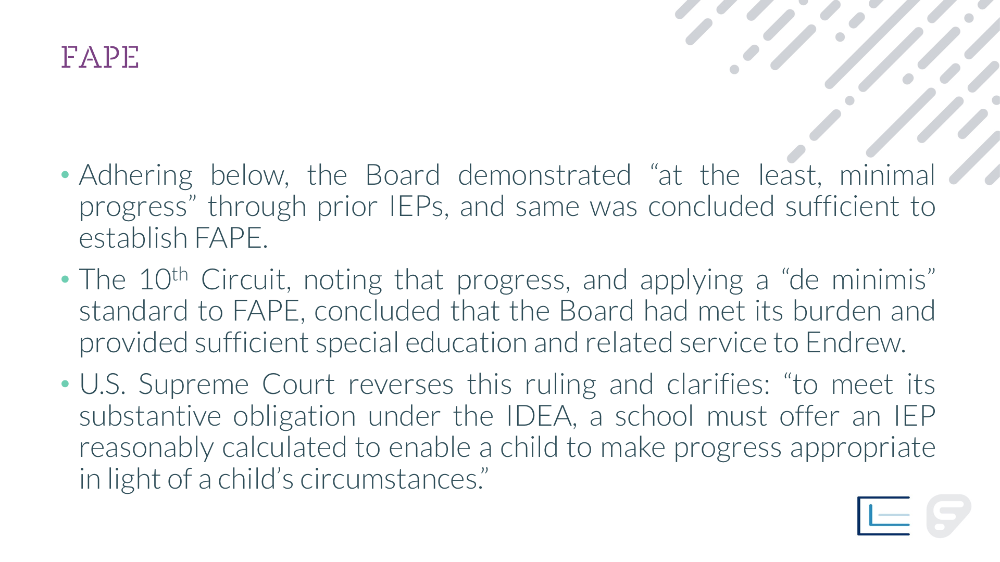 FAPE
• Adhering below, the Board demonstrated “at the least, minimal
progress” through prior IEPs, and same was concluded sufficient to
establish FAPE.
• The 10th Circuit, noting that progress, and applying a “de minimis”
standard to FAPE, concluded that the Board had met its burden and
provided sufficient special education and related service to Endrew.
• U.S. Supreme Court reverses this ruling and clarifies: “to meet its
substantive obligation under the IDEA, a school must offer an IEP
reasonably calculated to enable a child to make progress appropriate
in light of a child’s circumstances.”